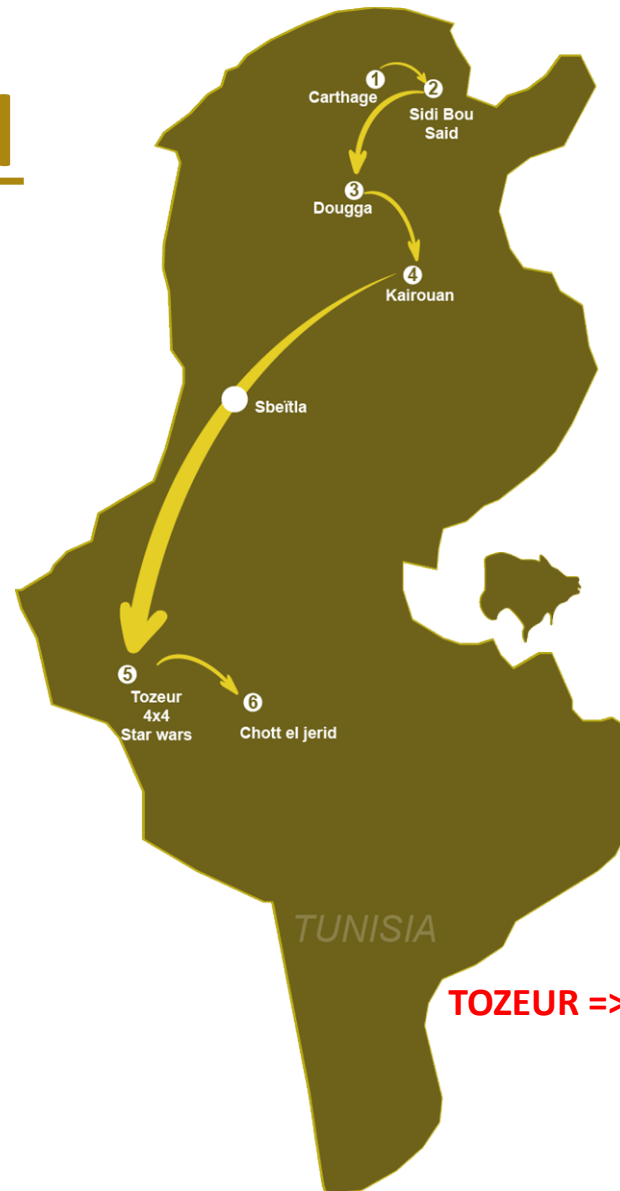 1
Carthage
2
Sidi Bou
Said
3
Dougga
4
Kairouan
Sbeïtla
5
Tozeur
4x4
Star wars
6
Chott el jerid
TUNISIA
TOZEUR =>